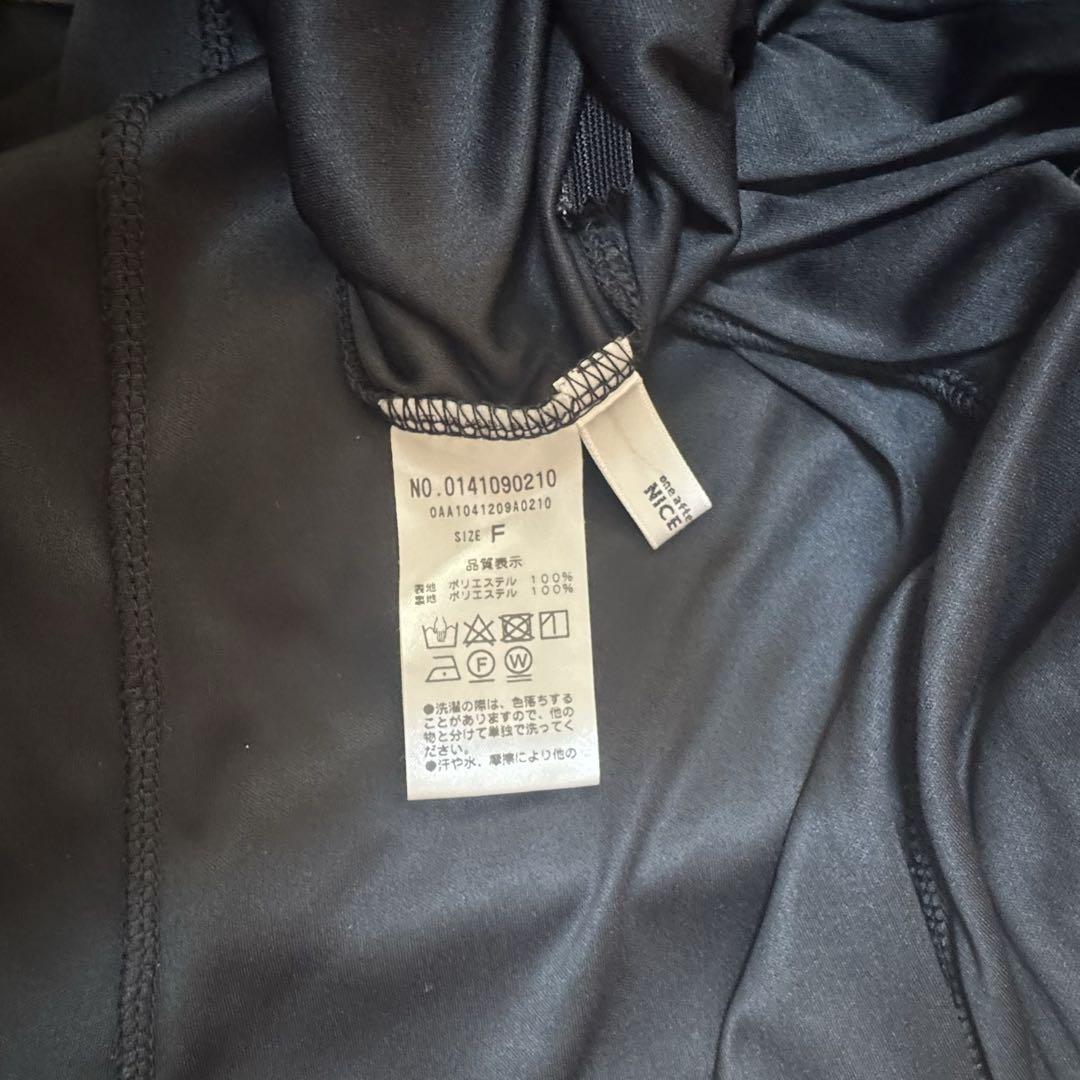 NO.0141090210
0AA1041209A0210
SIZE F
品質表示
表地 ポリエステル 100%
裏地 ポリエステル 100%
F W
●洗濯の際は、色落ちする
ことがありますので、他の
物と分けて単独で洗ってく
ださい。
●汗や水、摩擦により他の
one afte
NICE